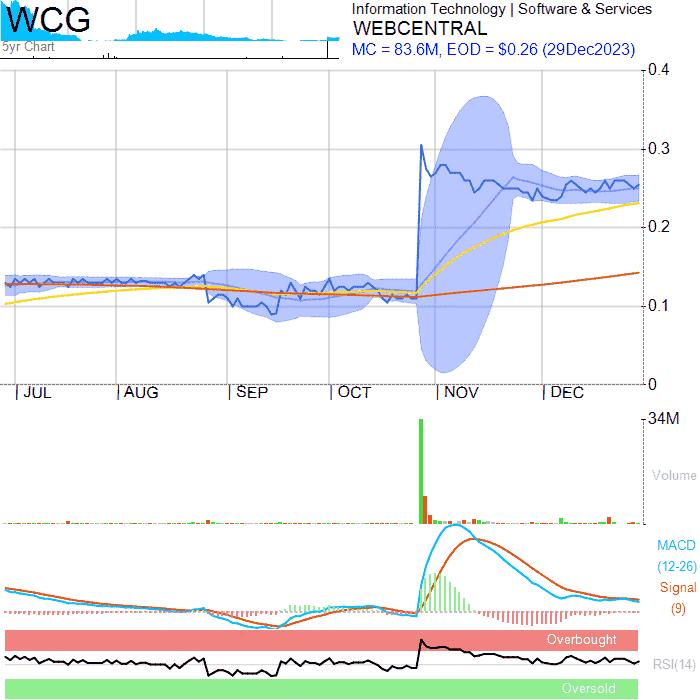 WCG
5yr Chart
Information Technology | Software & Services
WEBCENTRAL
MC = 83.6M, EOD = $0.26 (29Dec2023)
0.4
0.3
0.2
0.1
0
JUL
AUG
SEP
OCT
NOV
DEC
34M
Volume
MACD
(12-26)
Signal
(9)
Overbought
RSI(14)
Oversold